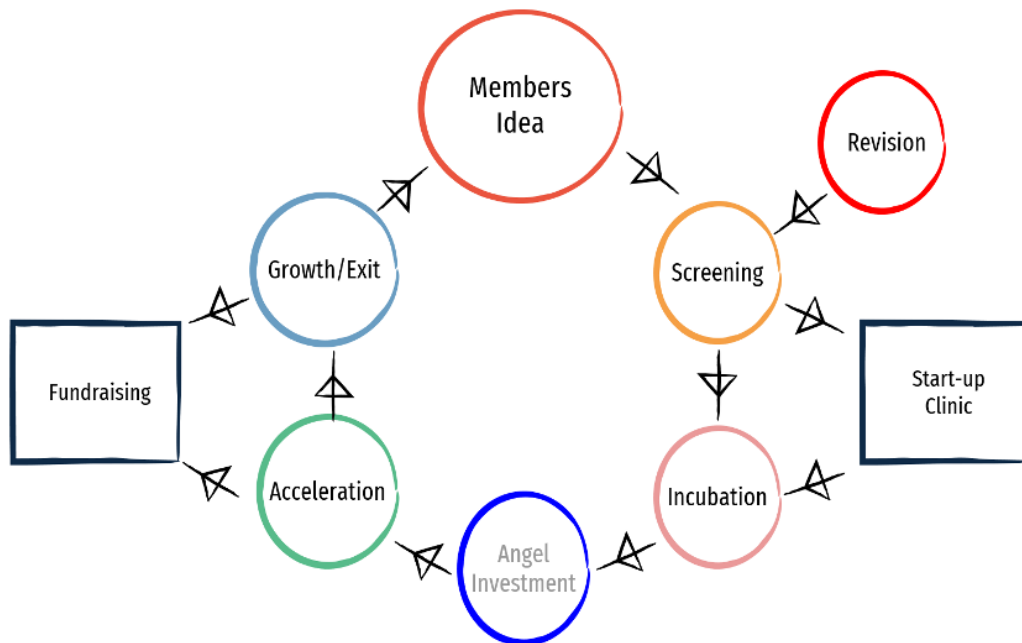 Members
Idea
Revision
Growth/Exit
Screening
Fundraising
Start-up
Clinic
Acceleration
Incubation
Angel
Investment